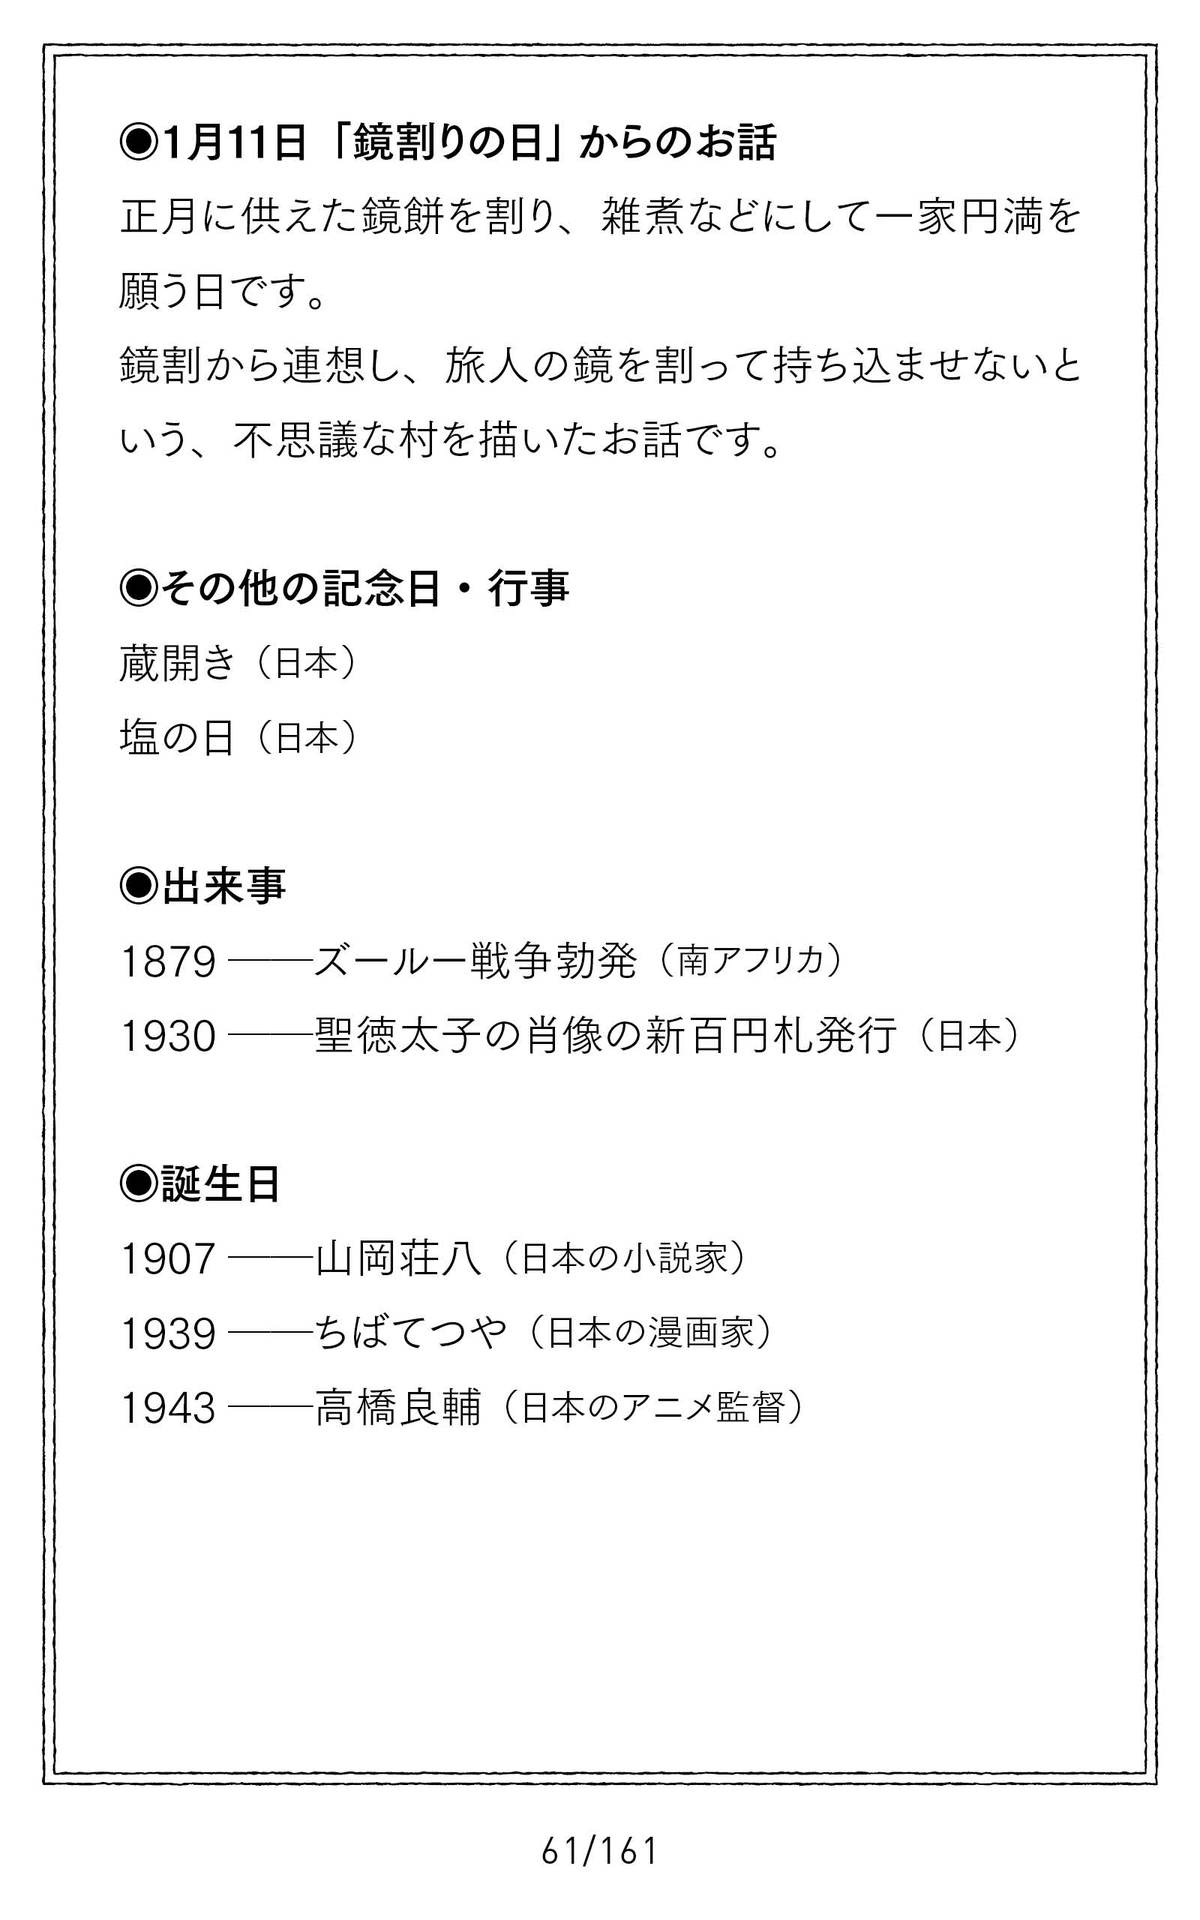 ◉1月11日「鏡割りの日」からのお話
正月に供えた鏡餅を割り、雑煮などにして一家円満を
願う日です。
鏡割から連想し、旅人の鏡を割って持ち込ませないと
いう、不思議な村を描いたお話です。
◉その他の記念日・行事
蔵開き（日本）
塩の日（日本）
◉出来事
1879 ――ズールー戦争勃発（南アフリカ）
1930 ――聖徳太子の肖像の新百円札発行（日本）
◉誕生日
1907 ――山岡荘八（日本の小説家）
1939 ――ちばてつや（日本の漫画家）
1943 ――高橋良輔（日本のアニメ監督）
61/161